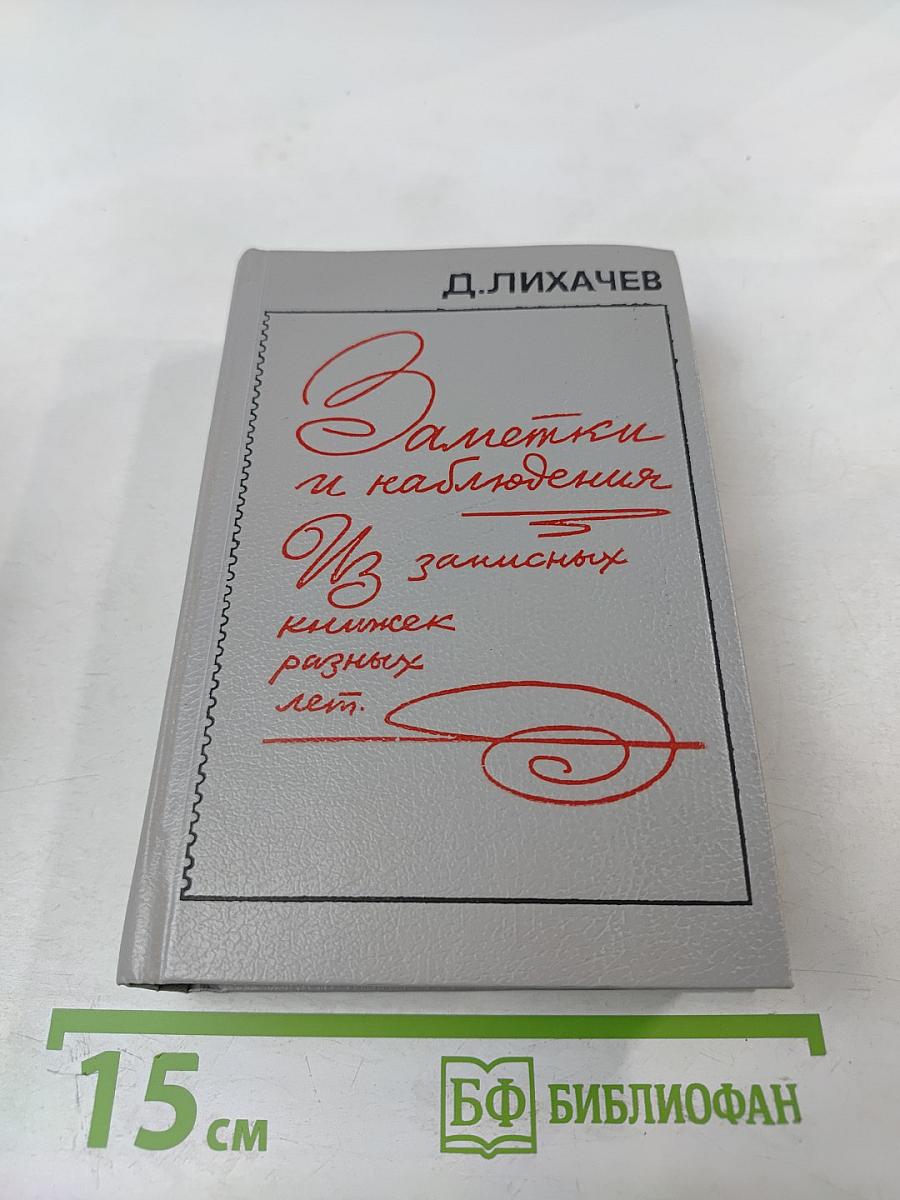 Д.ЛИХАЧЕВ
Заметки
и наблюдения
Из записных
книжек
разных
лет.
15 см
БФ БИБЛИОФАН